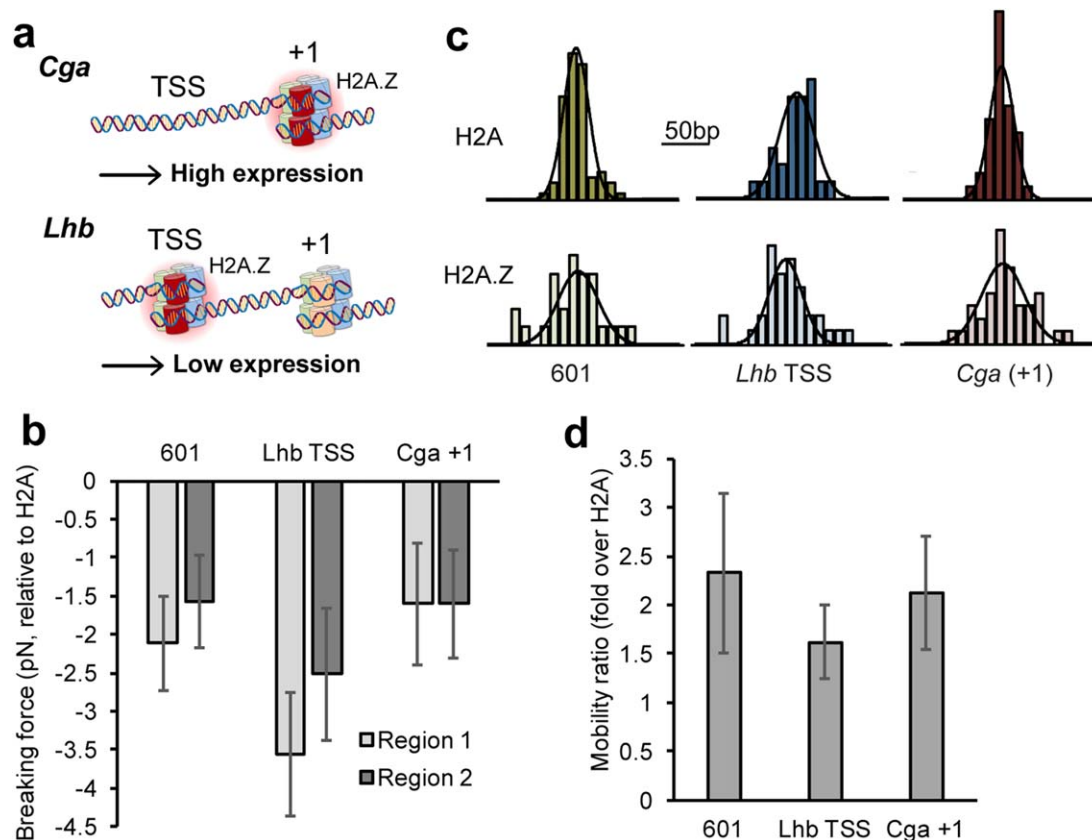 a
Cga
TSS
+1
H2A.Z
High expression
Lhb
TSS
H2A.Z
+1
Low expression
b
601 Lhb TSS Cga +1
Breaking force (pN, relative to H2A)
0
-0.5
-1
-1.5
-2
-2.5
-3
-3.5
-4
-4.5
Region 1
Region 2
c
H2A
50bp
H2A.Z
601 Lhb TSS Cga (+1)
d
Mobility ratio (fold over H2A)
3.5
3
2.5
2
1.5
1
0.5
0
601 Lhb TSS Cga +1